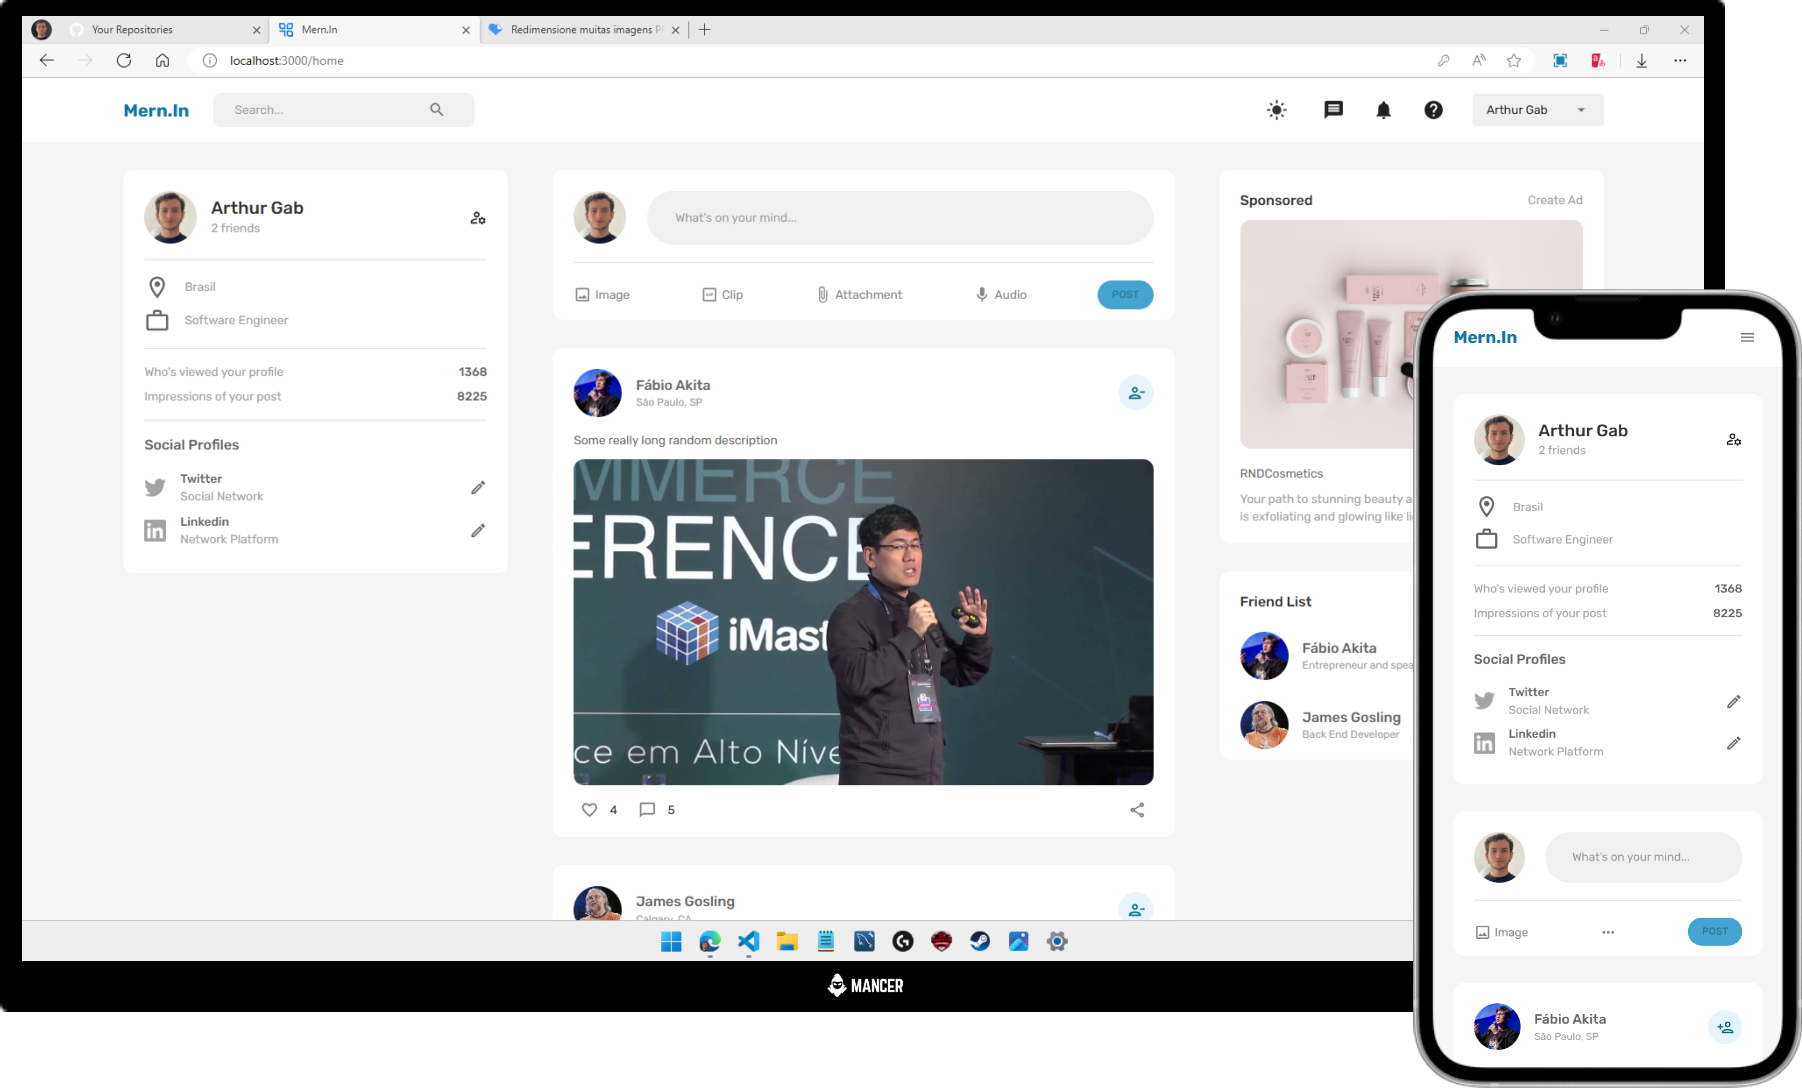 Your Repositories
Mern.In
Redimensione muitas imagens P
localhost:3000/home
Mern.In
Search...
Arthur Gab
Arthur Gab
2 friends
Brasil
Software Engineer
Who's viewed your profile 1368
Impressions of your post 8225
Social Profiles
Twitter
Social Network
Linkedin
Network Platform
What's on your mind...
Image Clip Attachment Audio POST
Fábio Akita
São Paulo, SP
Some really long random description
OMMERCE
ERENCE
iMast
ce em Alto Níve
4 5
James Gosling
Calgary, CA
Sponsored Create Ad
RNDCosmetics
Your path to stunning beauty a
is exfoliating and glowing like li
Friend List
Fábio Akita
Entrepreneur and spea
James Gosling
Back End Developer
MANCER
Mern.In
Arthur Gab
2 friends
Brasil
Software Engineer
Who's viewed your profile 1368
Impressions of your post 8225
Social Profiles
Twitter
Social Network
Linkedin
Network Platform
What's on your mind...
Image POST
Fábio Akita
São Paulo, SP